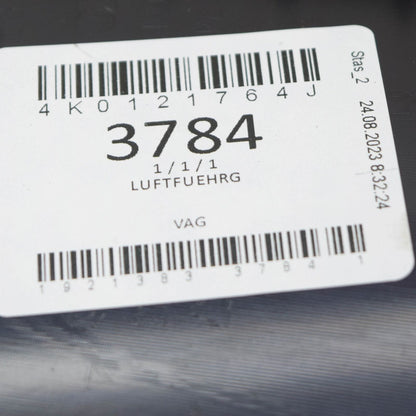 4K0121764J
3784
1/1/1
LUFTFUEHRG
VAG
1921383 3784 1
Stas_2 24.08.2023 8:32:24